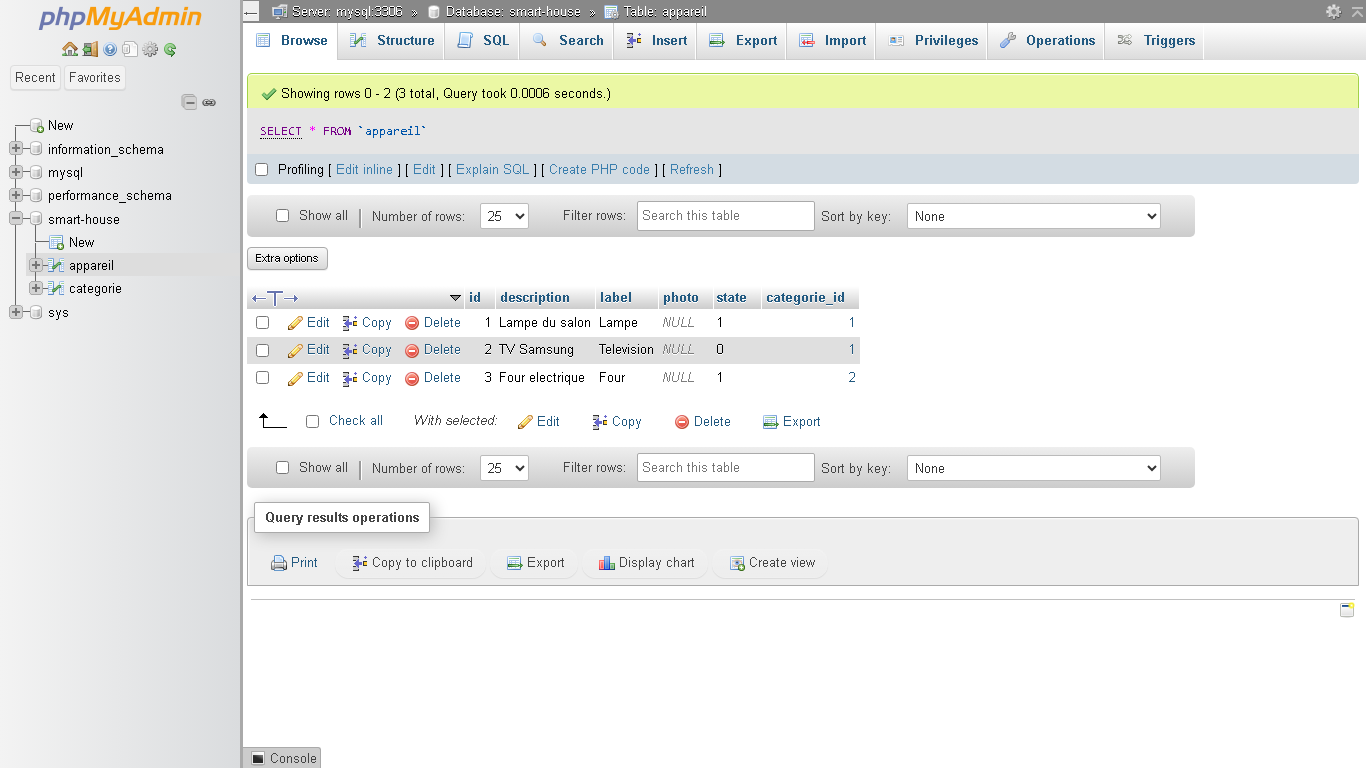 phpMyAdmin
Recent Favorites
New
information_schema
mysql
performance_schema
smart-house
New
appareil
categorie
sys
Server: mysql:3306 » Database: smart-house » Table: appareil
Browse Structure SQL Search Insert Export Import Privileges Operations Triggers
Showing rows 0 - 2 (3 total, Query took 0.0006 seconds.)
SELECT * FROM `appareil`
Profiling [ Edit inline ] [ Edit ] [ Explain SQL ] [ Create PHP code ] [ Refresh ]
Show all | Number of rows: 25 Filter rows: Search this table Sort by key: None
Extra options
id description label photo state categorie_id
Edit Copy Delete 1 Lampe du salon Lampe NULL 1 1
Edit Copy Delete 2 TV Samsung Television NULL 0 1
Edit Copy Delete 3 Four electrique Four NULL 1 2
Check all With selected: Edit Copy Delete Export
Show all | Number of rows: 25 Filter rows: Search this table Sort by key: None
Query results operations
Print Copy to clipboard Export Display chart Create view
Console